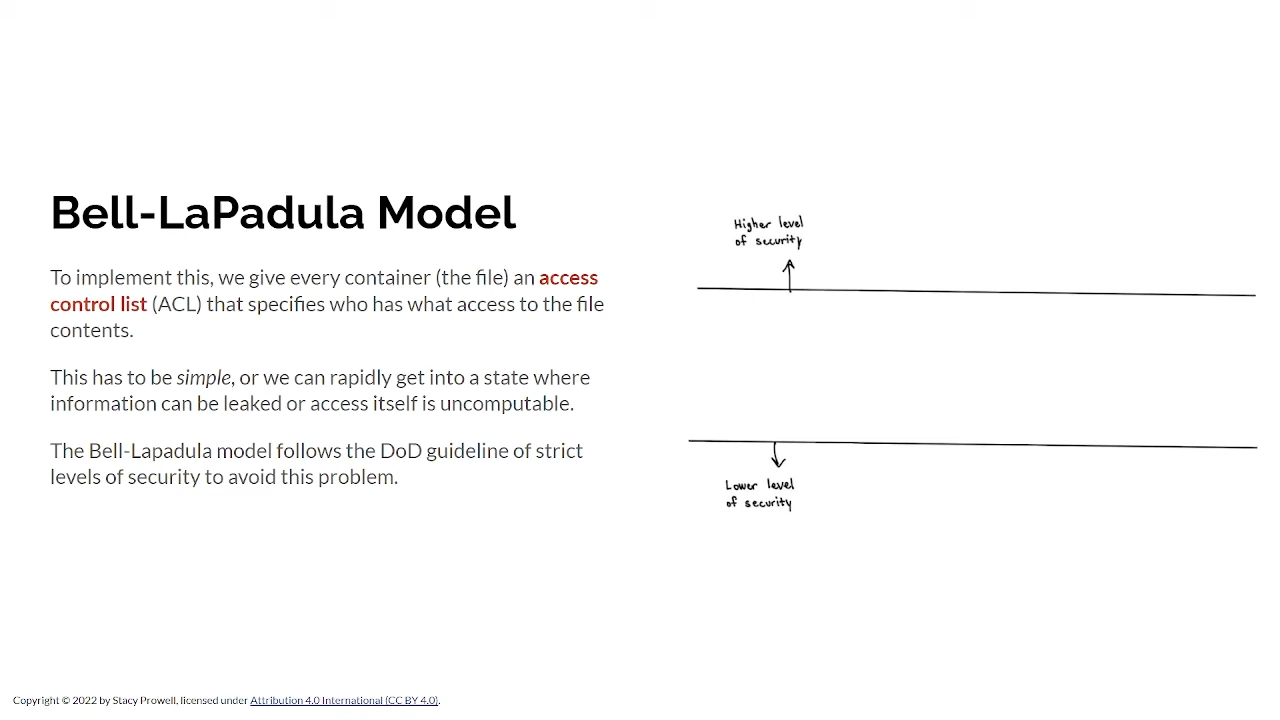 Bell-LaPadula Model
To implement this, we give every container (the file) an access
control list (ACL) that specifies who has what access to the file
contents.
This has to be simple, or we can rapidly get into a state where
information can be leaked or access itself is uncomputable.
The Bell-Lapadula model follows the DoD guideline of strict
levels of security to avoid this problem.
Higher level
of security
Lower level
of security
Copyright © 2022 by Stacy Prowell, licensed under Attribution 4.0 International (CC BY 4.0).